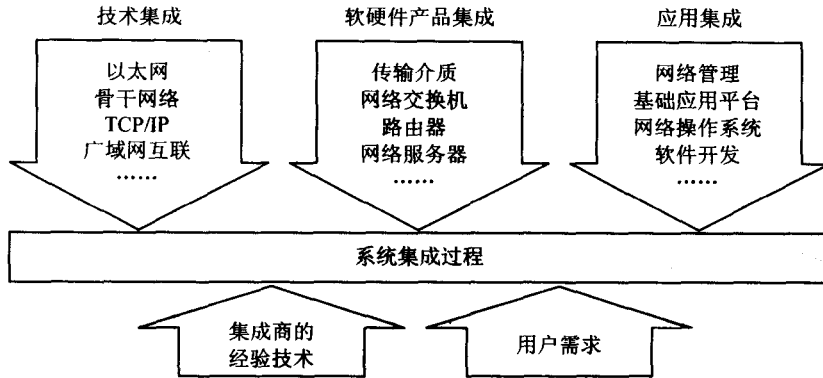 技术集成
软硬件产品集成
应用集成
以太网
骨干网络
TCP/IP
广域网互联
……
传输介质
网络交换机
路由器
网络服务器
……
网络管理
基础应用平台
网络操作系统
软件开发
……
系统集成过程
集成商的
经验技术
用户需求